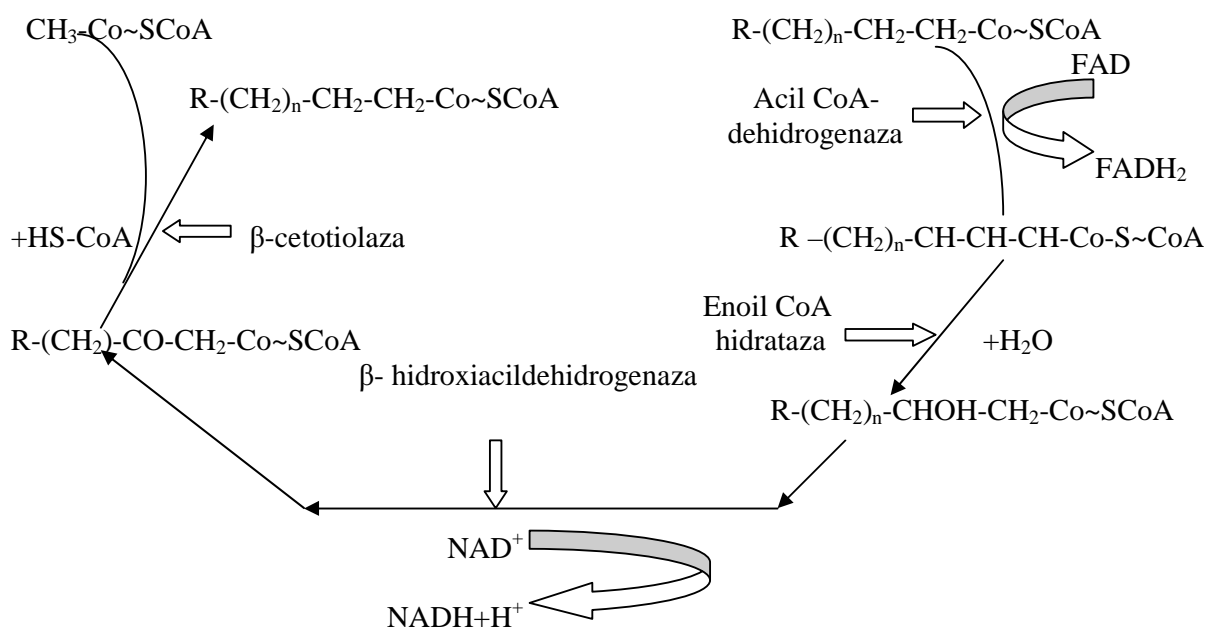 CH₃-Co~SCoA
R-(CH₂)ₙ-CH₂-CH₂-Co~SCoA
+HS-CoA
β-cetotiolaza
R-(CH₂)-CO-CH₂-Co~SCoA
R-(CH₂)ₙ-CH₂-CH₂-Co~SCoA
FAD
Acil CoA-
dehidrogenaza
FADH₂
R –(CH₂)ₙ-CH-CH-CH-Co-S~CoA
Enoil CoA
hidrataza
+H₂O
R-(CH₂)ₙ-CHOH-CH₂-Co~SCoA
β- hidroxiacildehidrogenaza
NAD⁺
NADH+H⁺